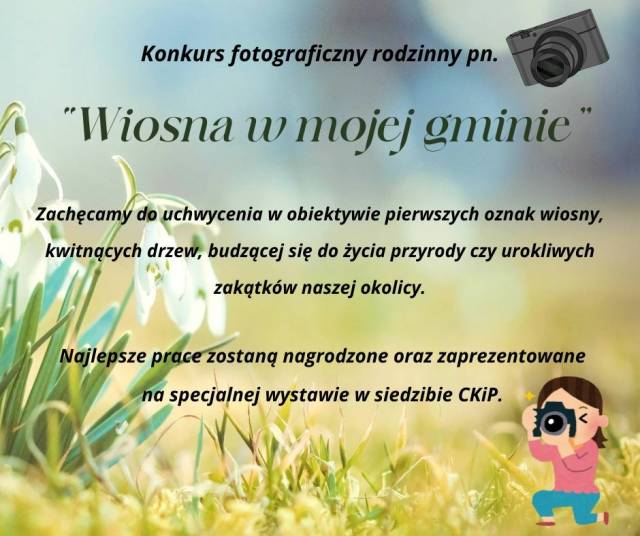 Konkurs fotograficzny rodzinny pn.
"Wiosna w mojej gminie"
Zachęcamy do uchwycenia w obiektywie pierwszych oznak wiosny,
kwitnących drzew, budzącej się do życia przyrody czy urokliwych
zakątków naszej okolicy.
Najlepsze prace zostaną nagrodzone oraz zaprezentowane
na specjalnej wystawie w siedzibie CKiP.